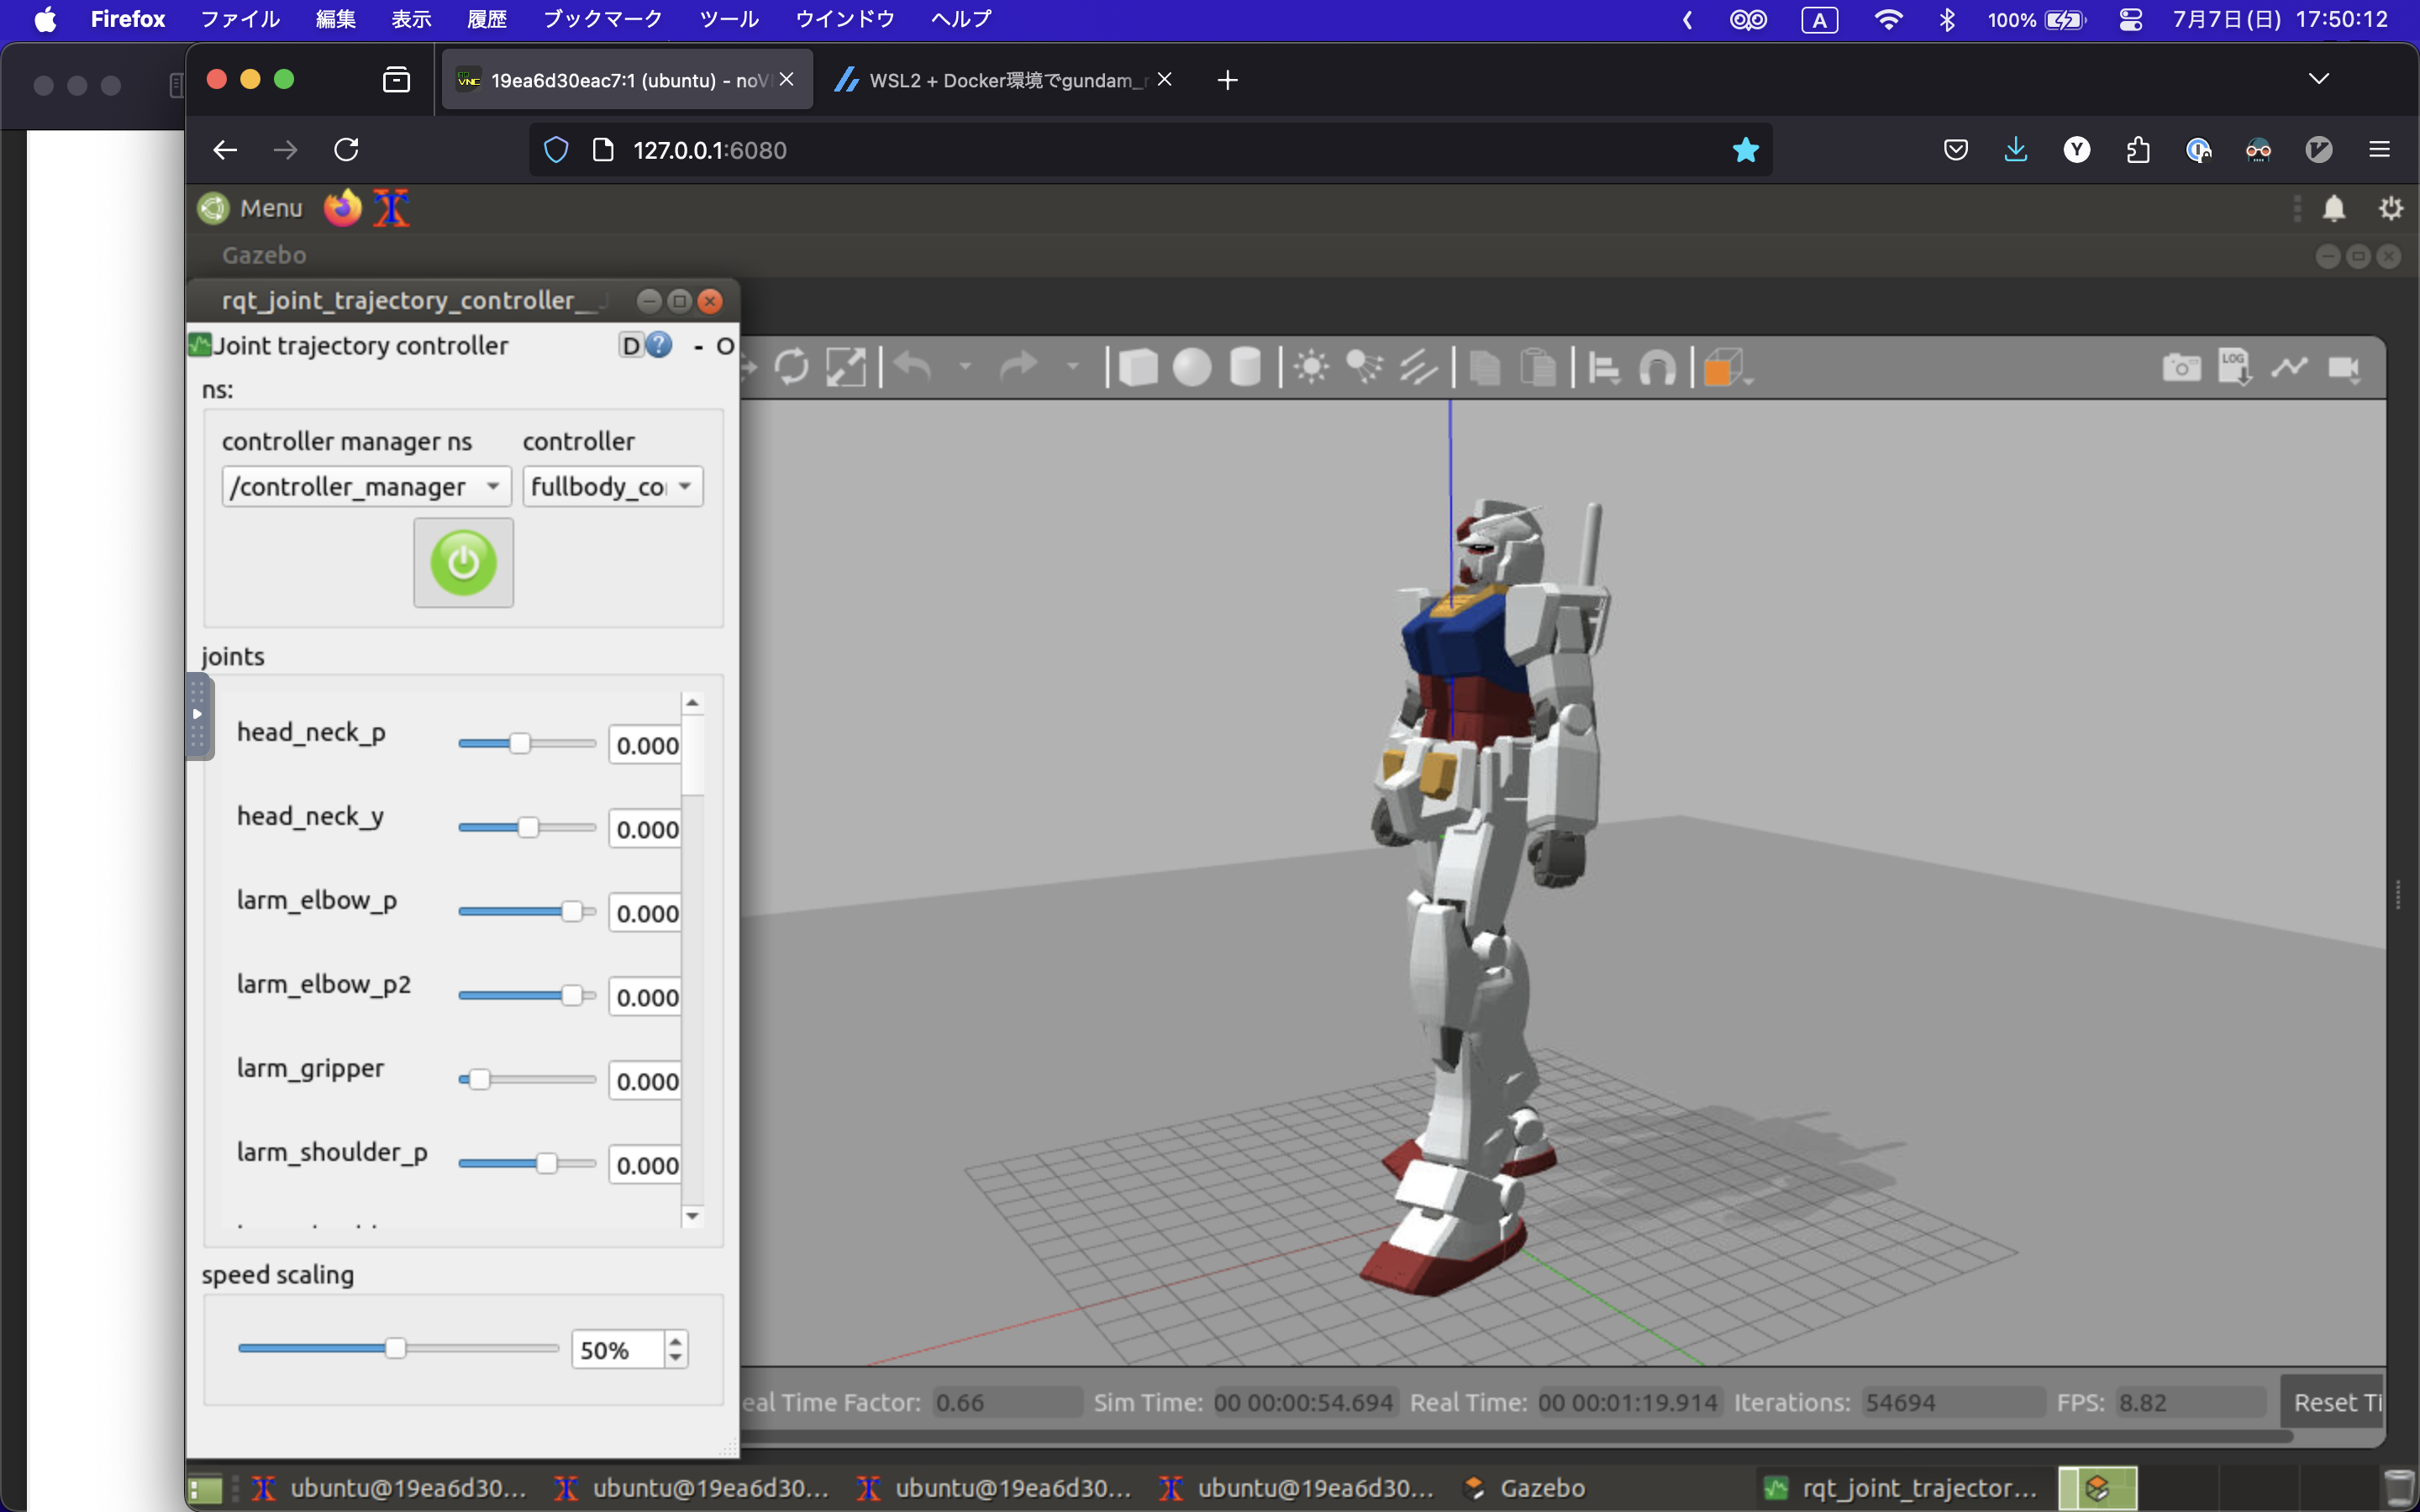 Firefox ファイル 編集 表示 履歴 ブックマーク ツール ウインドウ ヘルプ A 100% 7月7日(日) 17:50:12
19ea6d30eac7:1 (ubuntu) - noV WSL2 + Docker環境でgundam_
127.0.0.1:6080
Menu
Gazebo
rqt_joint_trajectory_controller__
Joint trajectory controller D ? - O
LOG
ns:
controller manager ns controller
/controller_manager fullbody_co
joints
head_neck_p 0.000
head_neck_y 0.000
larm_elbow_p 0.000
larm_elbow_p2 0.000
larm_gripper 0.000
larm_shoulder_p 0.000
speed scaling
50%
eal Time Factor: 0.66 Sim Time: 00 00:00:54.694 Real Time: 00 00:01:19.914 Iterations: 54694 FPS: 8.82 Reset Ti
ubuntu@19ea6d30... ubuntu@19ea6d30... ubuntu@19ea6d30... ubuntu@19ea6d30... Gazebo rqt_joint_trajector...